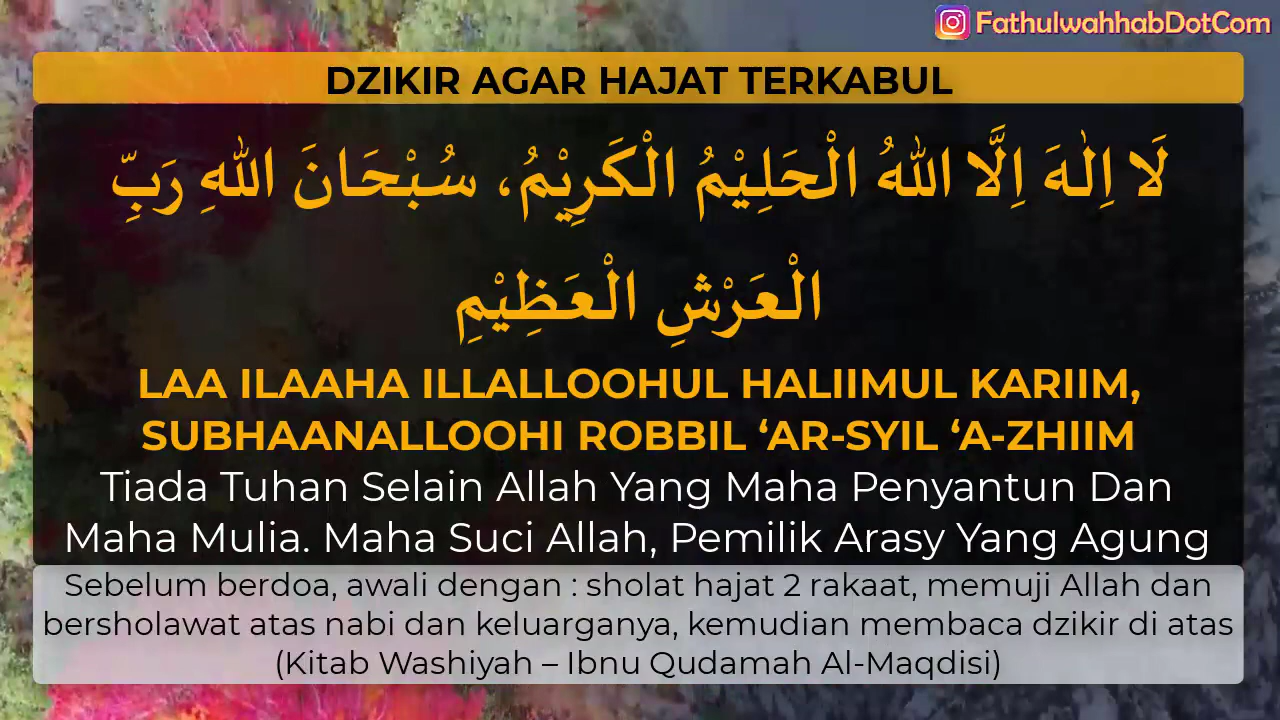 FathulwahhabDotCom
DZIKIR AGAR HAJAT TERKABUL
لَا اِلٰهَ اِلَّا اللهُ الْحَلِيْمُ الْكَرِيْمُ، سُبْحَانَ اللهِ رَبِّ
الْعَرْشِ الْعَظِيْمِ
LAA ILAAHA ILLALLOOHUL HALIIMUL KARIIM,
SUBHAANALLOOHI ROBBIL ‘AR-SYIL ‘A-ZHIIM
Tiada Tuhan Selain Allah Yang Maha Penyantun Dan
Maha Mulia. Maha Suci Allah, Pemilik Arasy Yang Agung
Sebelum berdoa, awali dengan : sholat hajat 2 rakaat, memuji Allah dan
bersholawat atas nabi dan keluarganya, kemudian membaca dzikir di atas
(Kitab Washiyah – Ibnu Qudamah Al-Maqdisi)